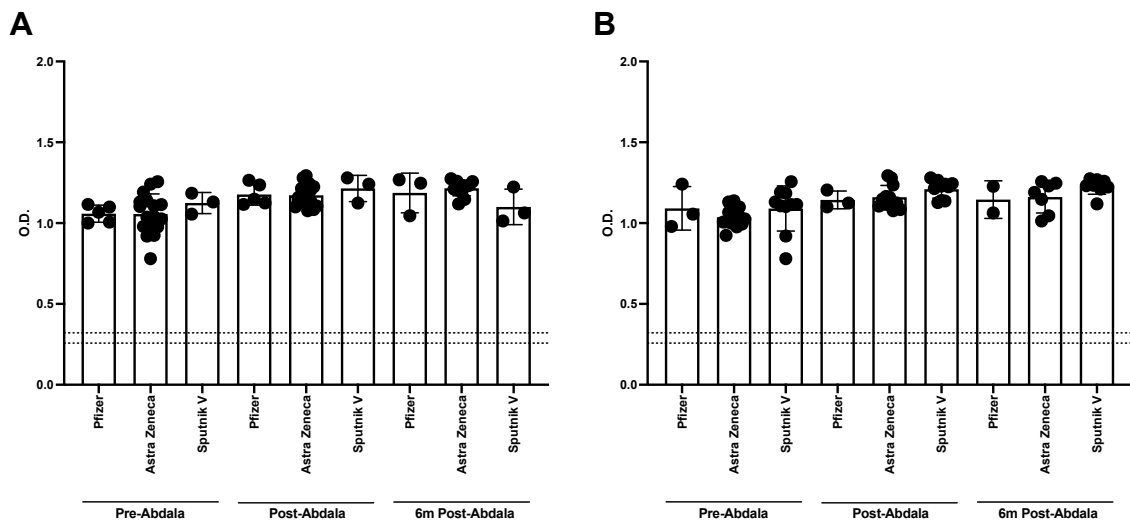 A
B
2.0
1.5
1.0
0.5
0.0
O.D.
Pfizer
Astra Zeneca
Sputnik V
Pfizer
Astra Zeneca
Sputnik V
Pfizer
Astra Zeneca
Sputnik V
Pre-Abdala
Post-Abdala
6m Post-Abdala
2.0
1.5
1.0
0.5
0.0
O.D.
Pfizer
Astra Zeneca
Sputnik V
Pfizer
Astra Zeneca
Sputnik V
Pfizer
Astra Zeneca
Sputnik V
Pre-Abdala
Post-Abdala
6m Post-Abdala